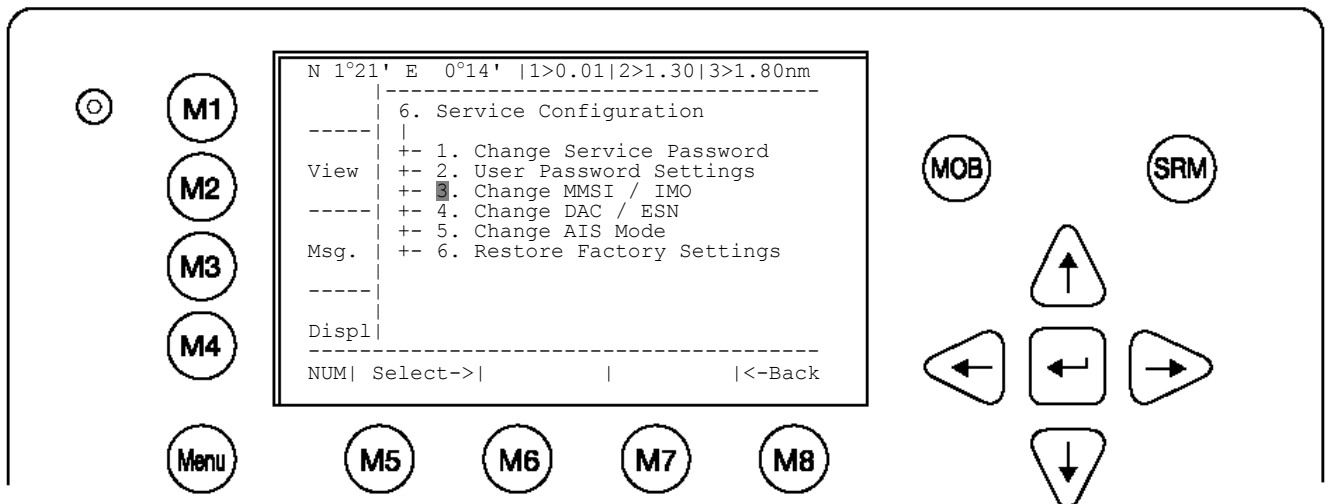 N 1°21' E 0°14' |1>0.01|2>1.30|3>1.80nm
|----------------------------------
M1
| 6. Service Configuration
-----| |
| +- 1. Change Service Password
View | +- 2. User Password Settings
M2
| +- 3. Change MMSI / IMO
-----| +- 4. Change DAC / ESN
| +- 5. Change AIS Mode
Msg. | +- 6. Restore Factory Settings
M3
|
-----|
|
Displ|
M4
-----------------------------------------
NUM| Select->| | |<-Back
MOB
SRM
Menu
M5
M6
M7
M8